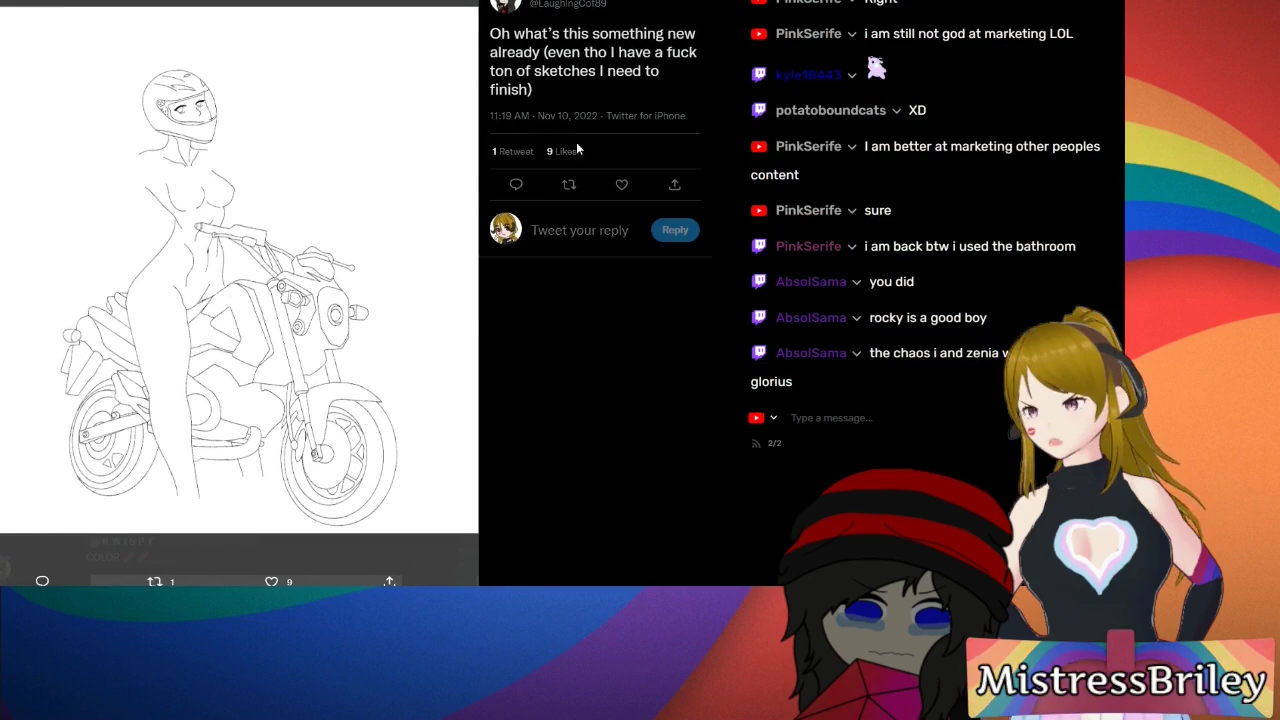 @LaughingCof89
Oh what's this something new
already (even tho I have a fuck
ton of sketches I need to
finish)
11:19 AM · Nov 10, 2022 · Twitter for iPhone
1 Retweet 9 Likes
Tweet your reply
Reply
COLOR
1
9
PinkSerife Right
PinkSerife i am still not god at marketing LOL
kyle18443
potatoboundcats XD
PinkSerife I am better at marketing other peoples
content
PinkSerife sure
PinkSerife i am back btw i used the bathroom
AbsolSama you did
AbsolSama rocky is a good boy
AbsolSama the chaos i and zenia
glorius
Type a message...
2/2
MistressBriley